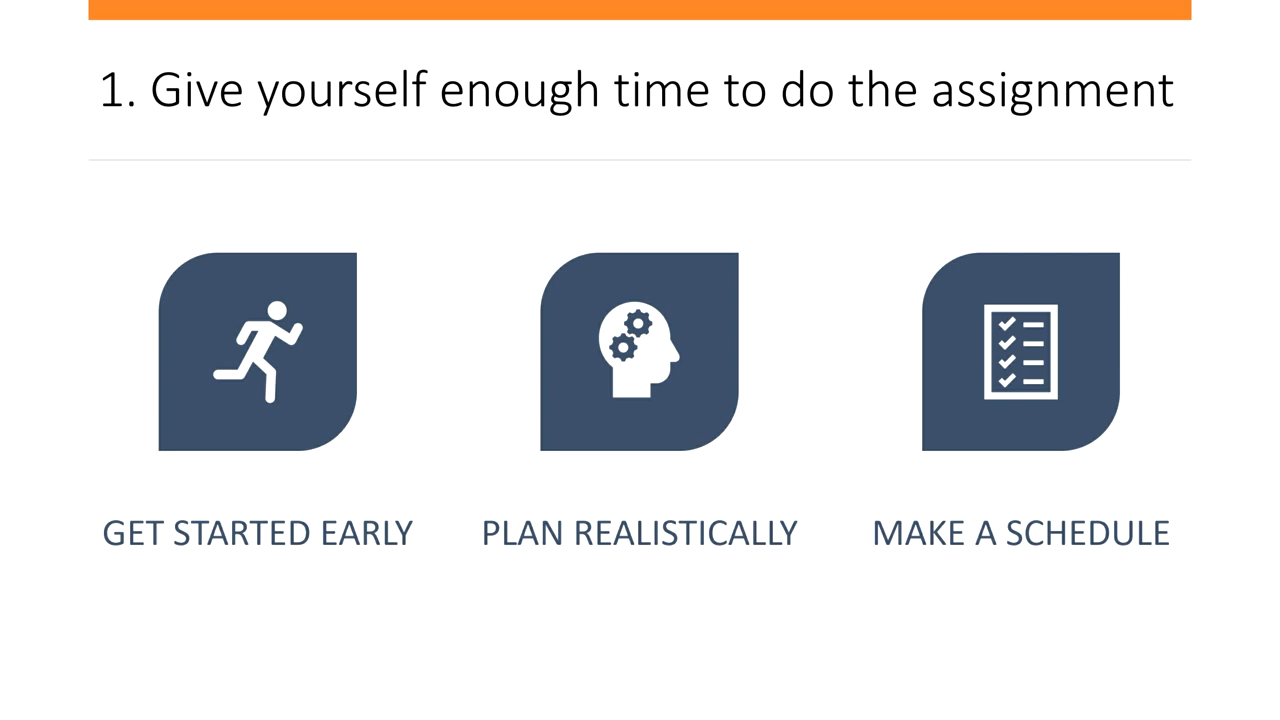 1. Give yourself enough time to do the assignment
GET STARTED EARLY
PLAN REALISTICALLY
MAKE A SCHEDULE